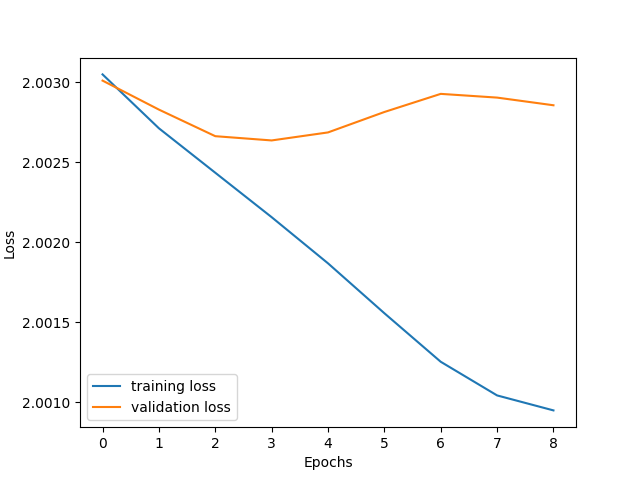 2.0030
2.0025
2.0020
2.0015
2.0010
Loss
training loss
validation loss
0 1 2 3 4 5 6 7 8
Epochs